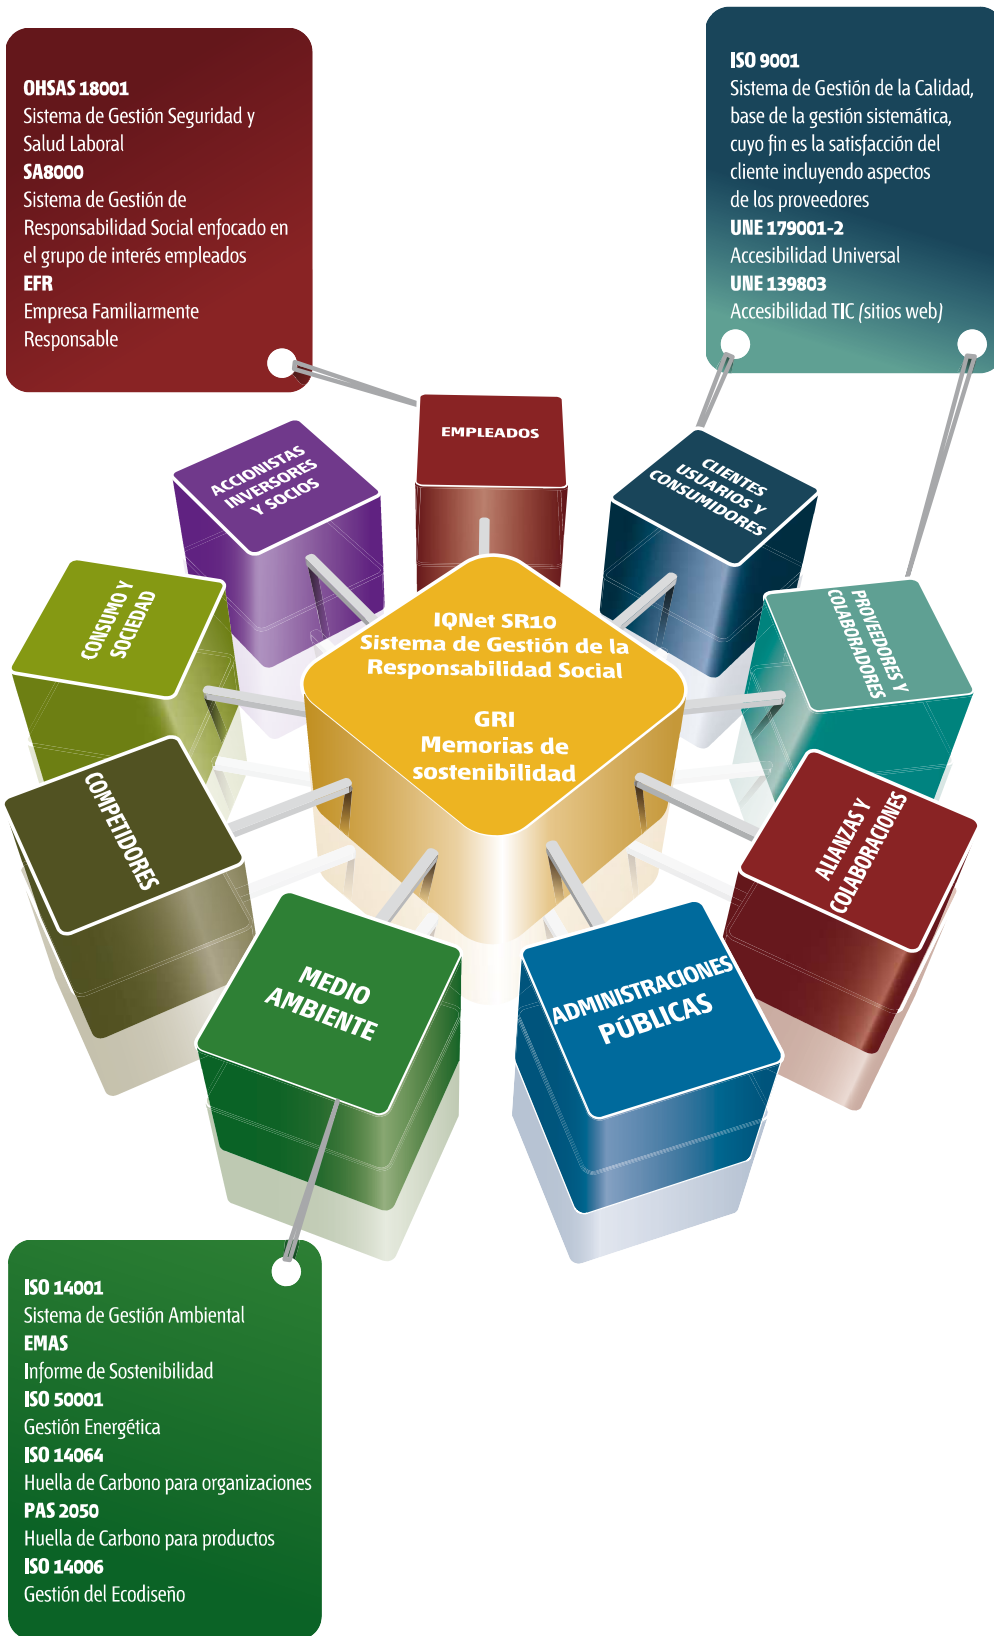 OHSAS 18001
Sistema de Gestión Seguridad y
Salud Laboral
SA8000
Sistema de Gestión de
Responsabilidad Social enfocado en
el grupo de interés empleados
EFR
Empresa Familiarmente
Responsable
ISO 9001
Sistema de Gestión de la Calidad,
base de la gestión sistemática,
cuyo fin es la satisfacción del
cliente incluyendo aspectos
de los proveedores
UNE 179001-2
Accesibilidad Universal
UNE 139803
Accesibilidad TIC (sitios web)
EMPLEADOS
ACCIONISTAS
INVERSORES
Y SOCIOS
CLIENTES
USUARIOS Y
CONSUMIDORES
CONSUMO Y
SOCIEDAD
PROVEEDORES Y
COLABORADORES
IQNet SR10
Sistema de Gestión de la
Responsabilidad Social
GRI
Memorias de
sostenibilidad
COMPETIDORES
ALIANZAS Y
COLABORACIONES
MEDIO
AMBIENTE
ADMINISTRACIONES
PÚBLICAS
ISO 14001
Sistema de Gestión Ambiental
EMAS
Informe de Sostenibilidad
ISO 50001
Gestión Energética
ISO 14064
Huella de Carbono para organizaciones
PAS 2050
Huella de Carbono para productos
ISO 14006
Gestión del Ecodiseño